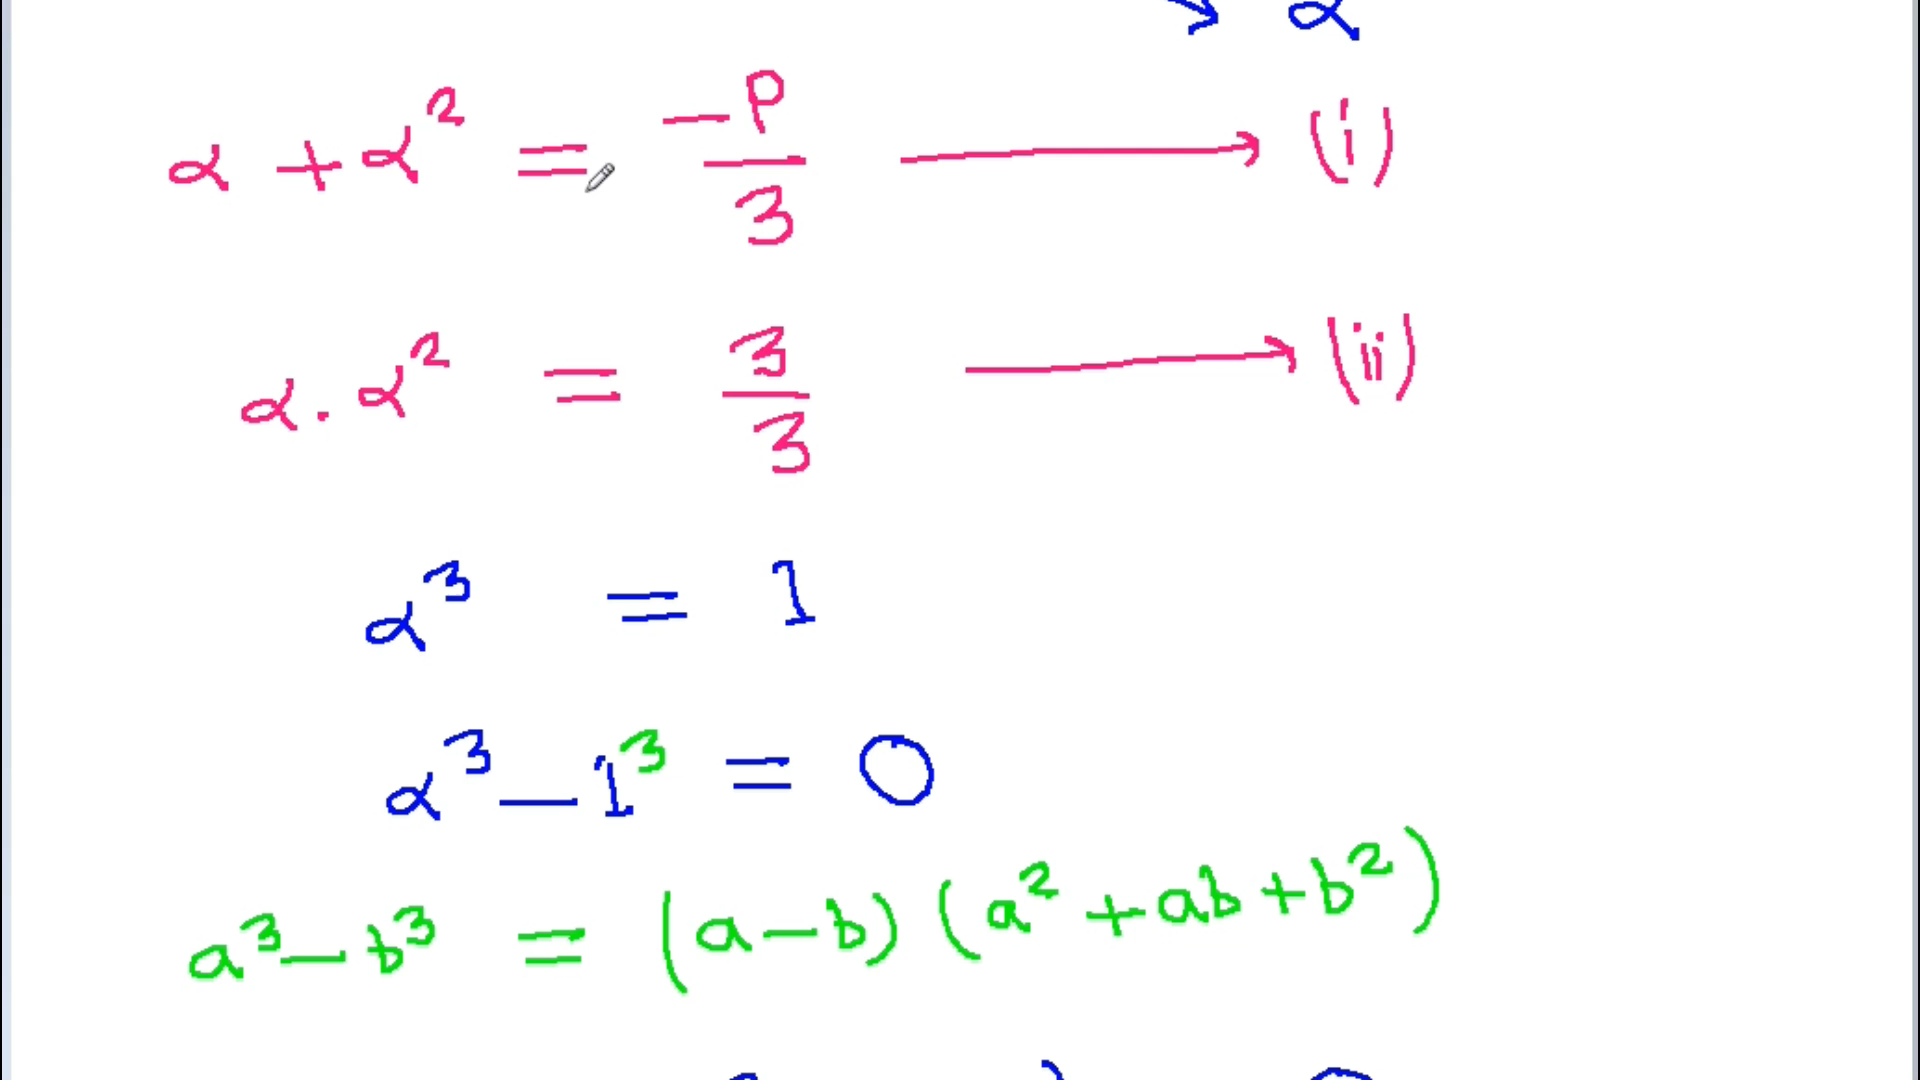 α
α + α² = -P/3 → (i)
α . α² = 3/3 → (ii)
α³ = 1
α³ - 1³ = 0
a³ - b³ = (a - b) (a² + ab + b²)